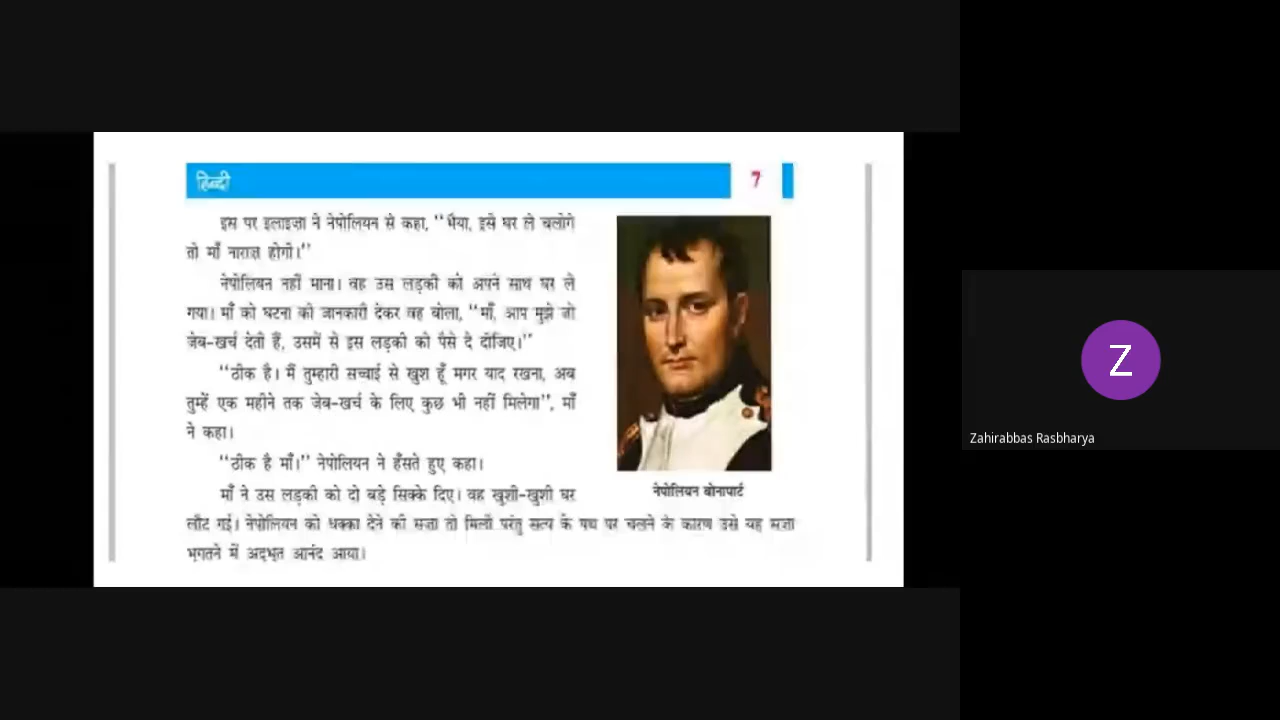 हिन्दी
7
इस पर इलाइज़ा ने नेपोलियन से कहा, ‘‘भैया, इसे घर ले चलोगे
तो माँ नाराज़ होगी।’’
नेपोलियन नहीं माना। वह उस लड़की को अपने साथ घर ले
गया। माँ को घटना की जानकारी देकर वह बोला, ‘‘माँ, आप मुझे जो
जेब-खर्च देती हैं, उसमें से इस लड़की को पैसे दे दीजिए।’’
‘‘ठीक है। मैं तुम्हारी सच्चाई से खुश हूँ मगर याद रखना, अब
तुम्हें एक महीने तक जेब-खर्च के लिए कुछ भी नहीं मिलेगा’’, माँ
ने कहा।
‘‘ठीक है माँ।’’ नेपोलियन ने हँसते हुए कहा।
माँ ने उस लड़की को दो बड़े सिक्के दिए। वह खुशी-खुशी घर
लौट गई। नेपोलियन को धक्का देने की सज़ा तो मिली परंतु सत्य के पथ पर चलने के कारण उसे यह सज़ा
भुगतने में अद्भुत आनंद आया।
नेपोलियन बोनापार्ट
Z
Zahirabbas Rasbharya